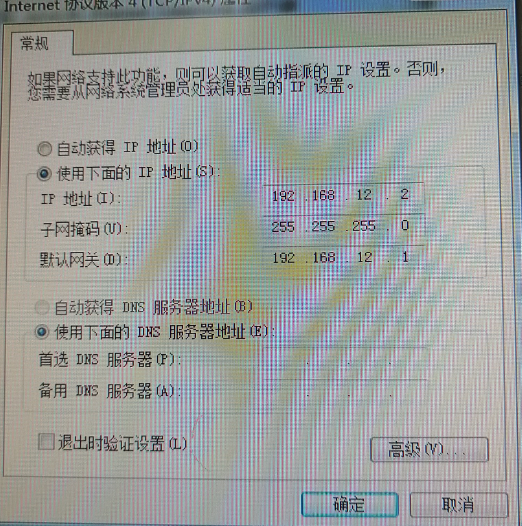 Internet 协议版本 4 (TCP/IPv4) 属性
常规
如果网络支持此功能，则可以获取自动指派的 IP 设置。否则，
您需要从网络系统管理员处获得适当的 IP 设置。
自动获得 IP 地址(O)
使用下面的 IP 地址(S):
IP 地址(I): 192 .168 . 12 . 2
子网掩码(U): 255 .255 .255 . 0
默认网关(D): 192 .168 . 12 . 1
自动获得 DNS 服务器地址(B)
使用下面的 DNS 服务器地址(E):
首选 DNS 服务器(P): . . .
备用 DNS 服务器(A): . . .
退出时验证设置(L)
高级(V)...
确定 取消